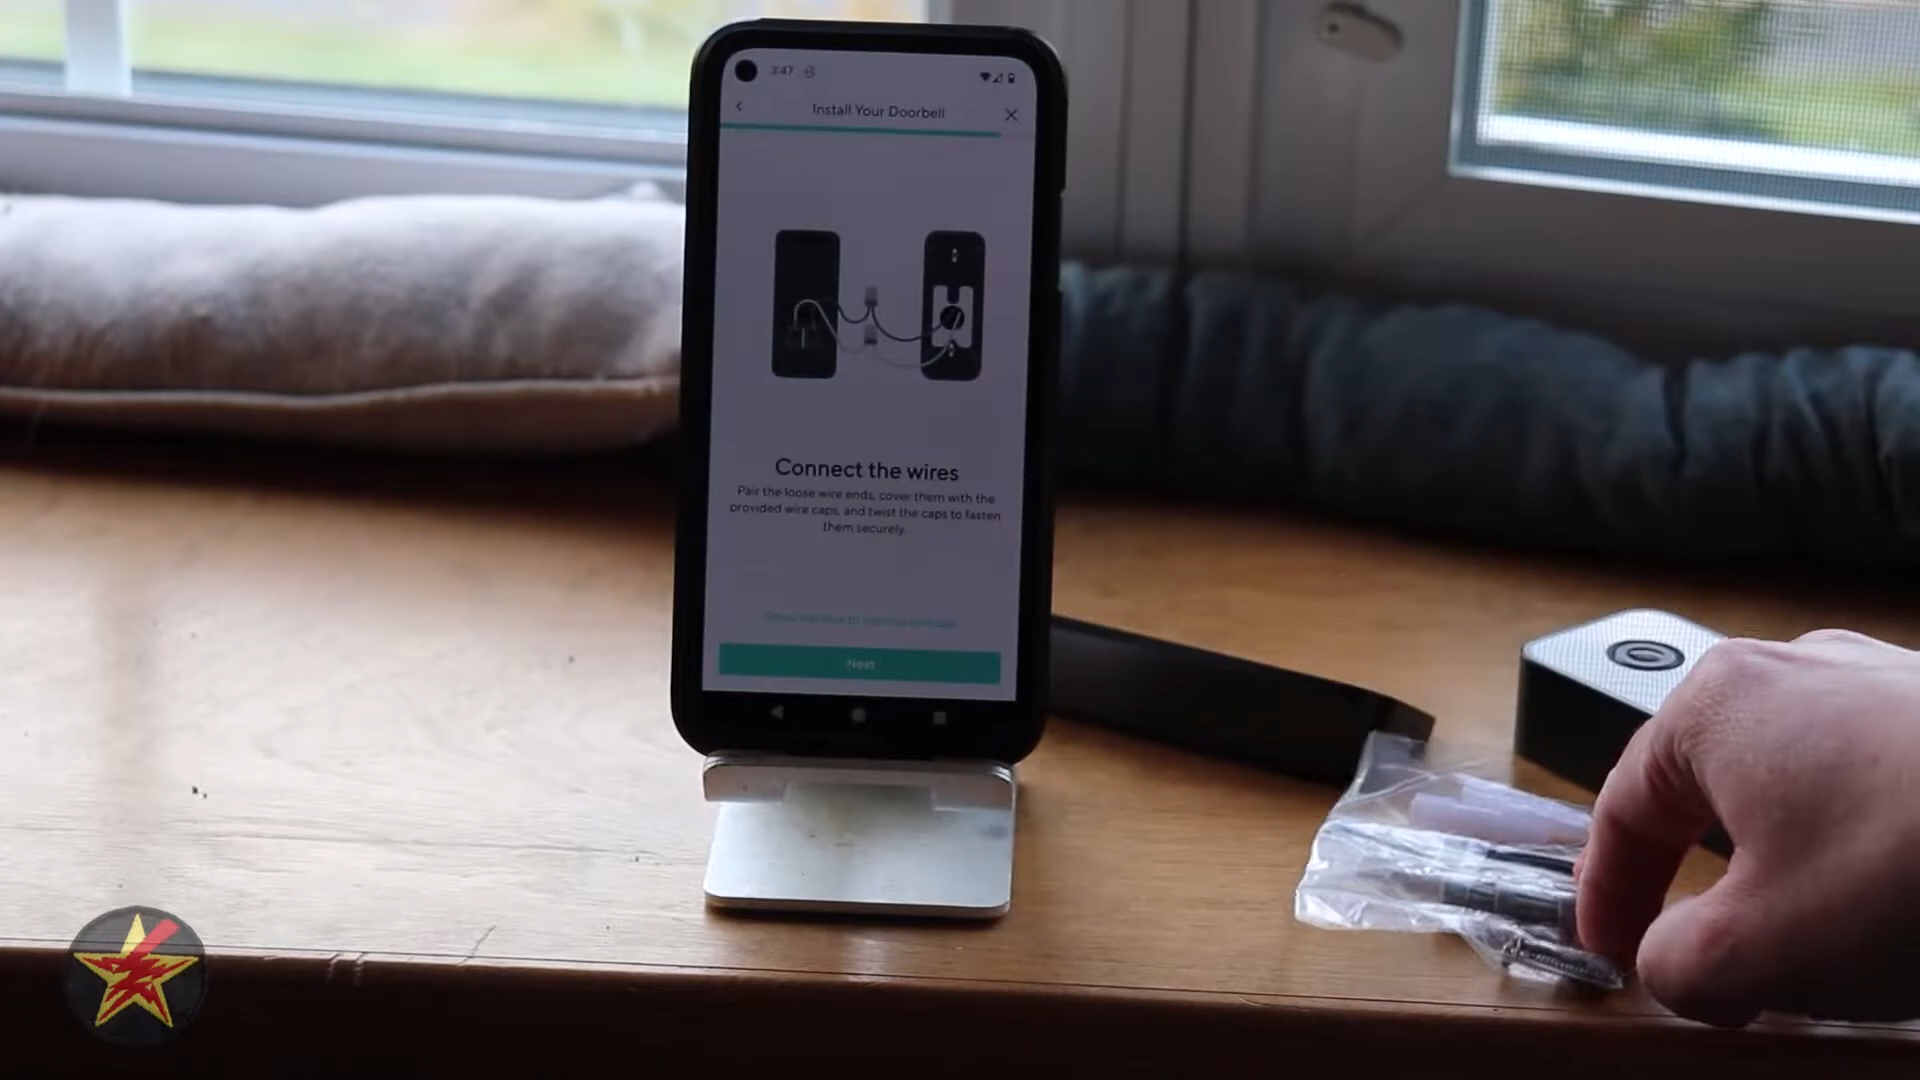 3:47
Install Your Doorbell
Connect the wires
Pair the loose wire ends, cover them with the
provided wire caps, and twist the caps to fasten
them securely.
Next